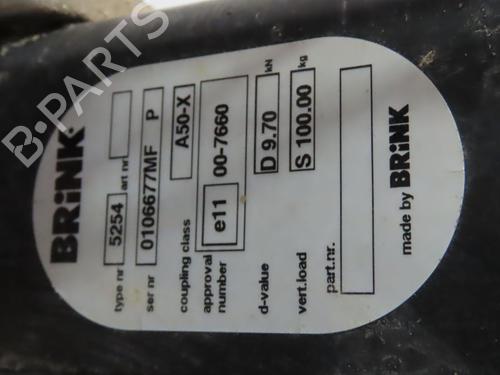 BRiNK.
type nr 5254 art nr
ser nr 0106677MF P
coupling class A50-X
approval
number e11 00-7660
d-value D 9.70 kN
vert.load S 100.00 kg
part.nr.
made by BRiNK
B-PARTS